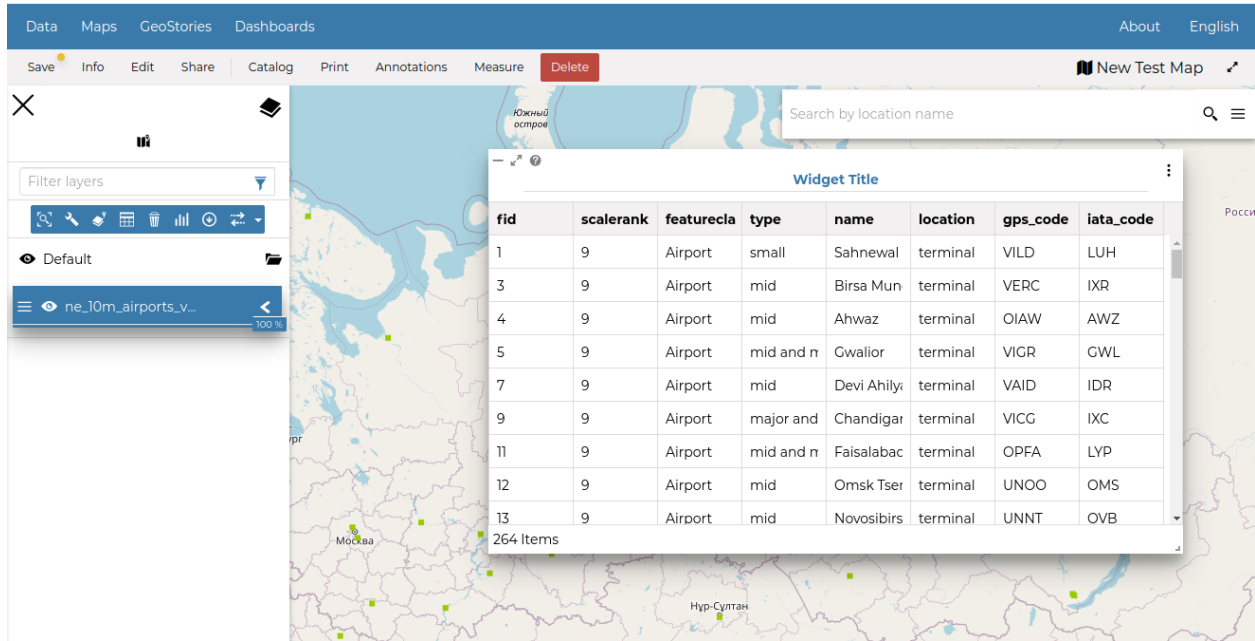 Data Maps GeoStories Dashboards About English
Save Info Edit Share Catalog Print Annotations Measure Delete New Test Map
Южный
остров
Search by location name
Filter layers
Widget Title
fid scalerank featurecla type name location gps_code iata_code
Росси
1 9 Airport small Sahnewal terminal VILD LUH
Default
3 9 Airport mid Birsa Mun terminal VERC IXR
ne_10m_airports_v...
100 %
4 9 Airport mid Ahwaz terminal OIAW AWZ
5 9 Airport mid and m Gwalior terminal VIGR GWL
7 9 Airport mid Devi Ahilya terminal VAID IDR
9 9 Airport major and Chandigar terminal VICG IXC
ург
11 9 Airport mid and m Faisalabac terminal OPFA LYP
12 9 Airport mid Omsk Tser terminal UNOO OMS
13 9 Airport mid Novosibirs terminal UNNT OVB
264 Items
Москва
Нұр-Сұлтан